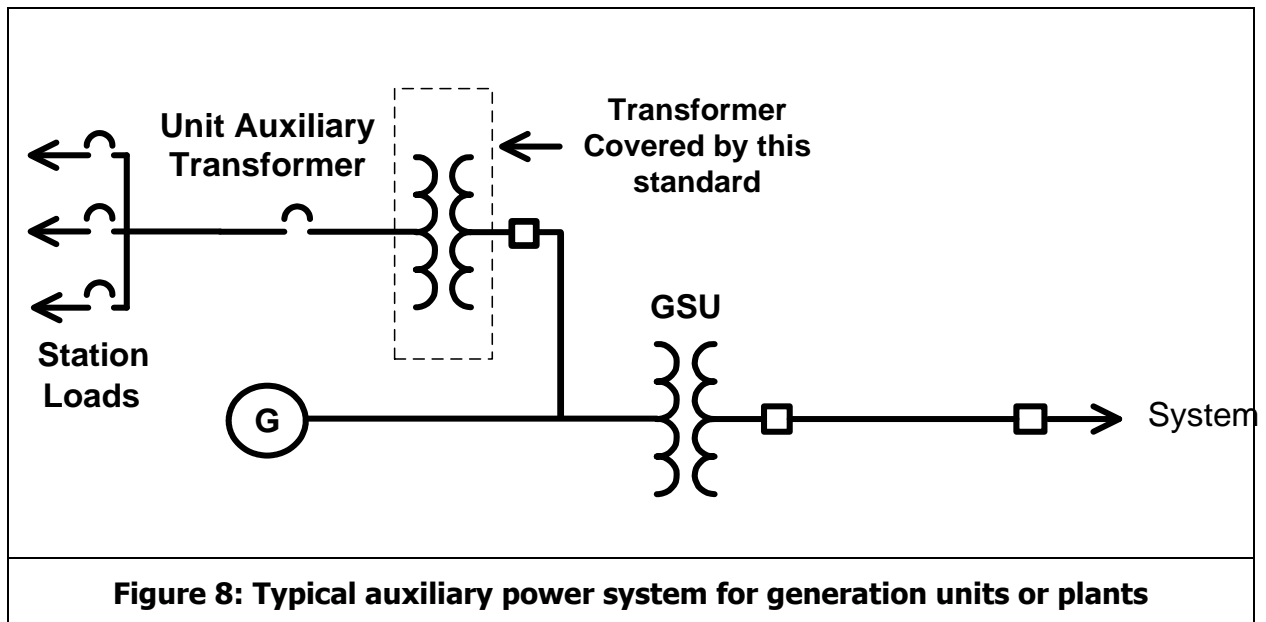 Unit Auxiliary
Transformer
Transformer
Covered by this
standard
GSU
Station
Loads
G
System
Figure 8: Typical auxiliary power system for generation units or plants